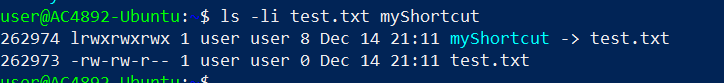 user@AC4892-Ubuntu: $ ls -li test.txt myShortcut
262974 lrwxrwxrwx 1 user user 8 Dec 14 21:11 myShortcut -> test.txt
262973 -rw-rw-r-- 1 user user 0 Dec 14 21:11 test.txt
user@AC4892-Ubuntu: $